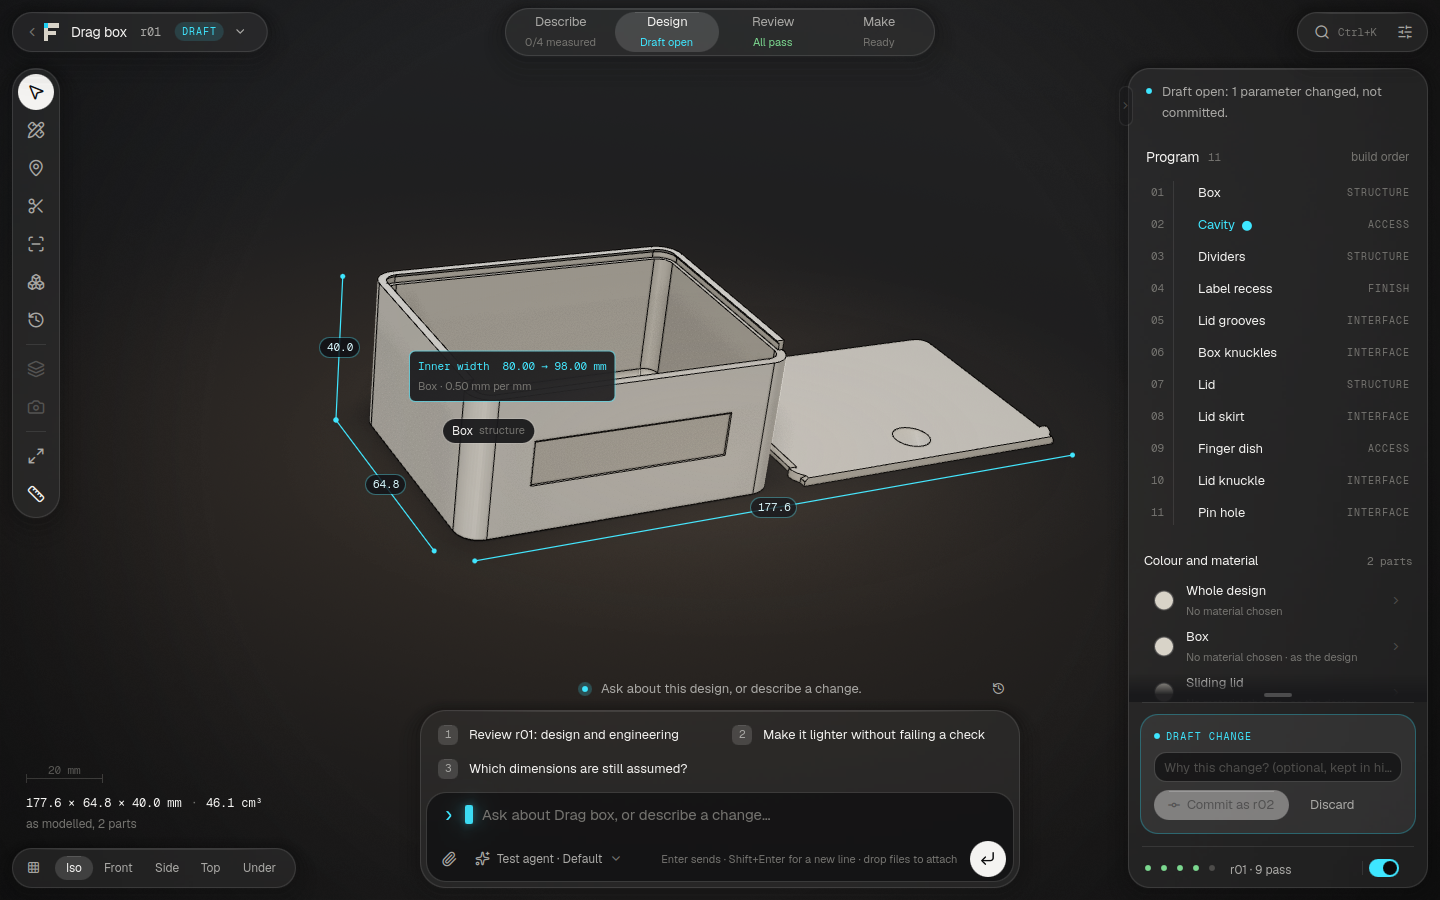 Drag box r01 DRAFT
Describe
0/4 measured
Design
Draft open
Review
All pass
Make
Ready
Ctrl+K
Draft open: 1 parameter changed, not
committed.
Program 11 build order
01 Box STRUCTURE
02 Cavity ACCESS
03 Dividers STRUCTURE
04 Label recess FINISH
05 Lid grooves INTERFACE
06 Box knuckles INTERFACE
07 Lid STRUCTURE
08 Lid skirt INTERFACE
09 Finger dish ACCESS
10 Lid knuckle INTERFACE
11 Pin hole INTERFACE
Colour and material 2 parts
Whole design
No material chosen
Box
No material chosen · as the design
Sliding lid
DRAFT CHANGE
Why this change? (optional, kept in hi...
Commit as r02 Discard
r01 · 9 pass
40.0
Inner width 80.00 → 98.00 mm
Box · 0.50 mm per mm
Box structure
64.8
177.6
Ask about this design, or describe a change.
1 Review r01: design and engineering
2 Make it lighter without failing a check
3 Which dimensions are still assumed?
Ask about Drag box, or describe a change...
Test agent · Default
Enter sends · Shift+Enter for a new line · drop files to attach
20 mm
177.6 × 64.8 × 40.0 mm · 46.1 cm³
as modelled, 2 parts
Iso Front Side Top Under